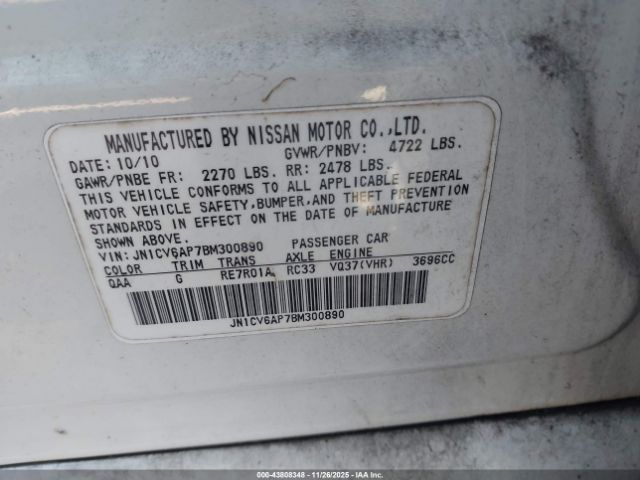 MANUFACTURED BY NISSAN MOTOR CO.,LTD.
DATE: 10/10 GVWR/PNBV: 4722 LBS.
GAWR/PNBE FR: 2270 LBS. RR: 2478 LBS.
THIS VEHICLE CONFORMS TO ALL APPLICABLE FEDERAL
MOTOR VEHICLE SAFETY, BUMPER, AND THEFT PREVENTION
STANDARDS IN EFFECT ON THE DATE OF MANUFACTURE
SHOWN ABOVE.
VIN: JN1CV6AP7BM300890 PASSENGER CAR
COLOR TRIM TRANS AXLE ENGINE
QAA G RE7R01A RC33 VQ37(VHR) 3696CC
JN1CV6AP7BM300890
© 000-43808348 | 11/26/2025 | IAA, Inc.